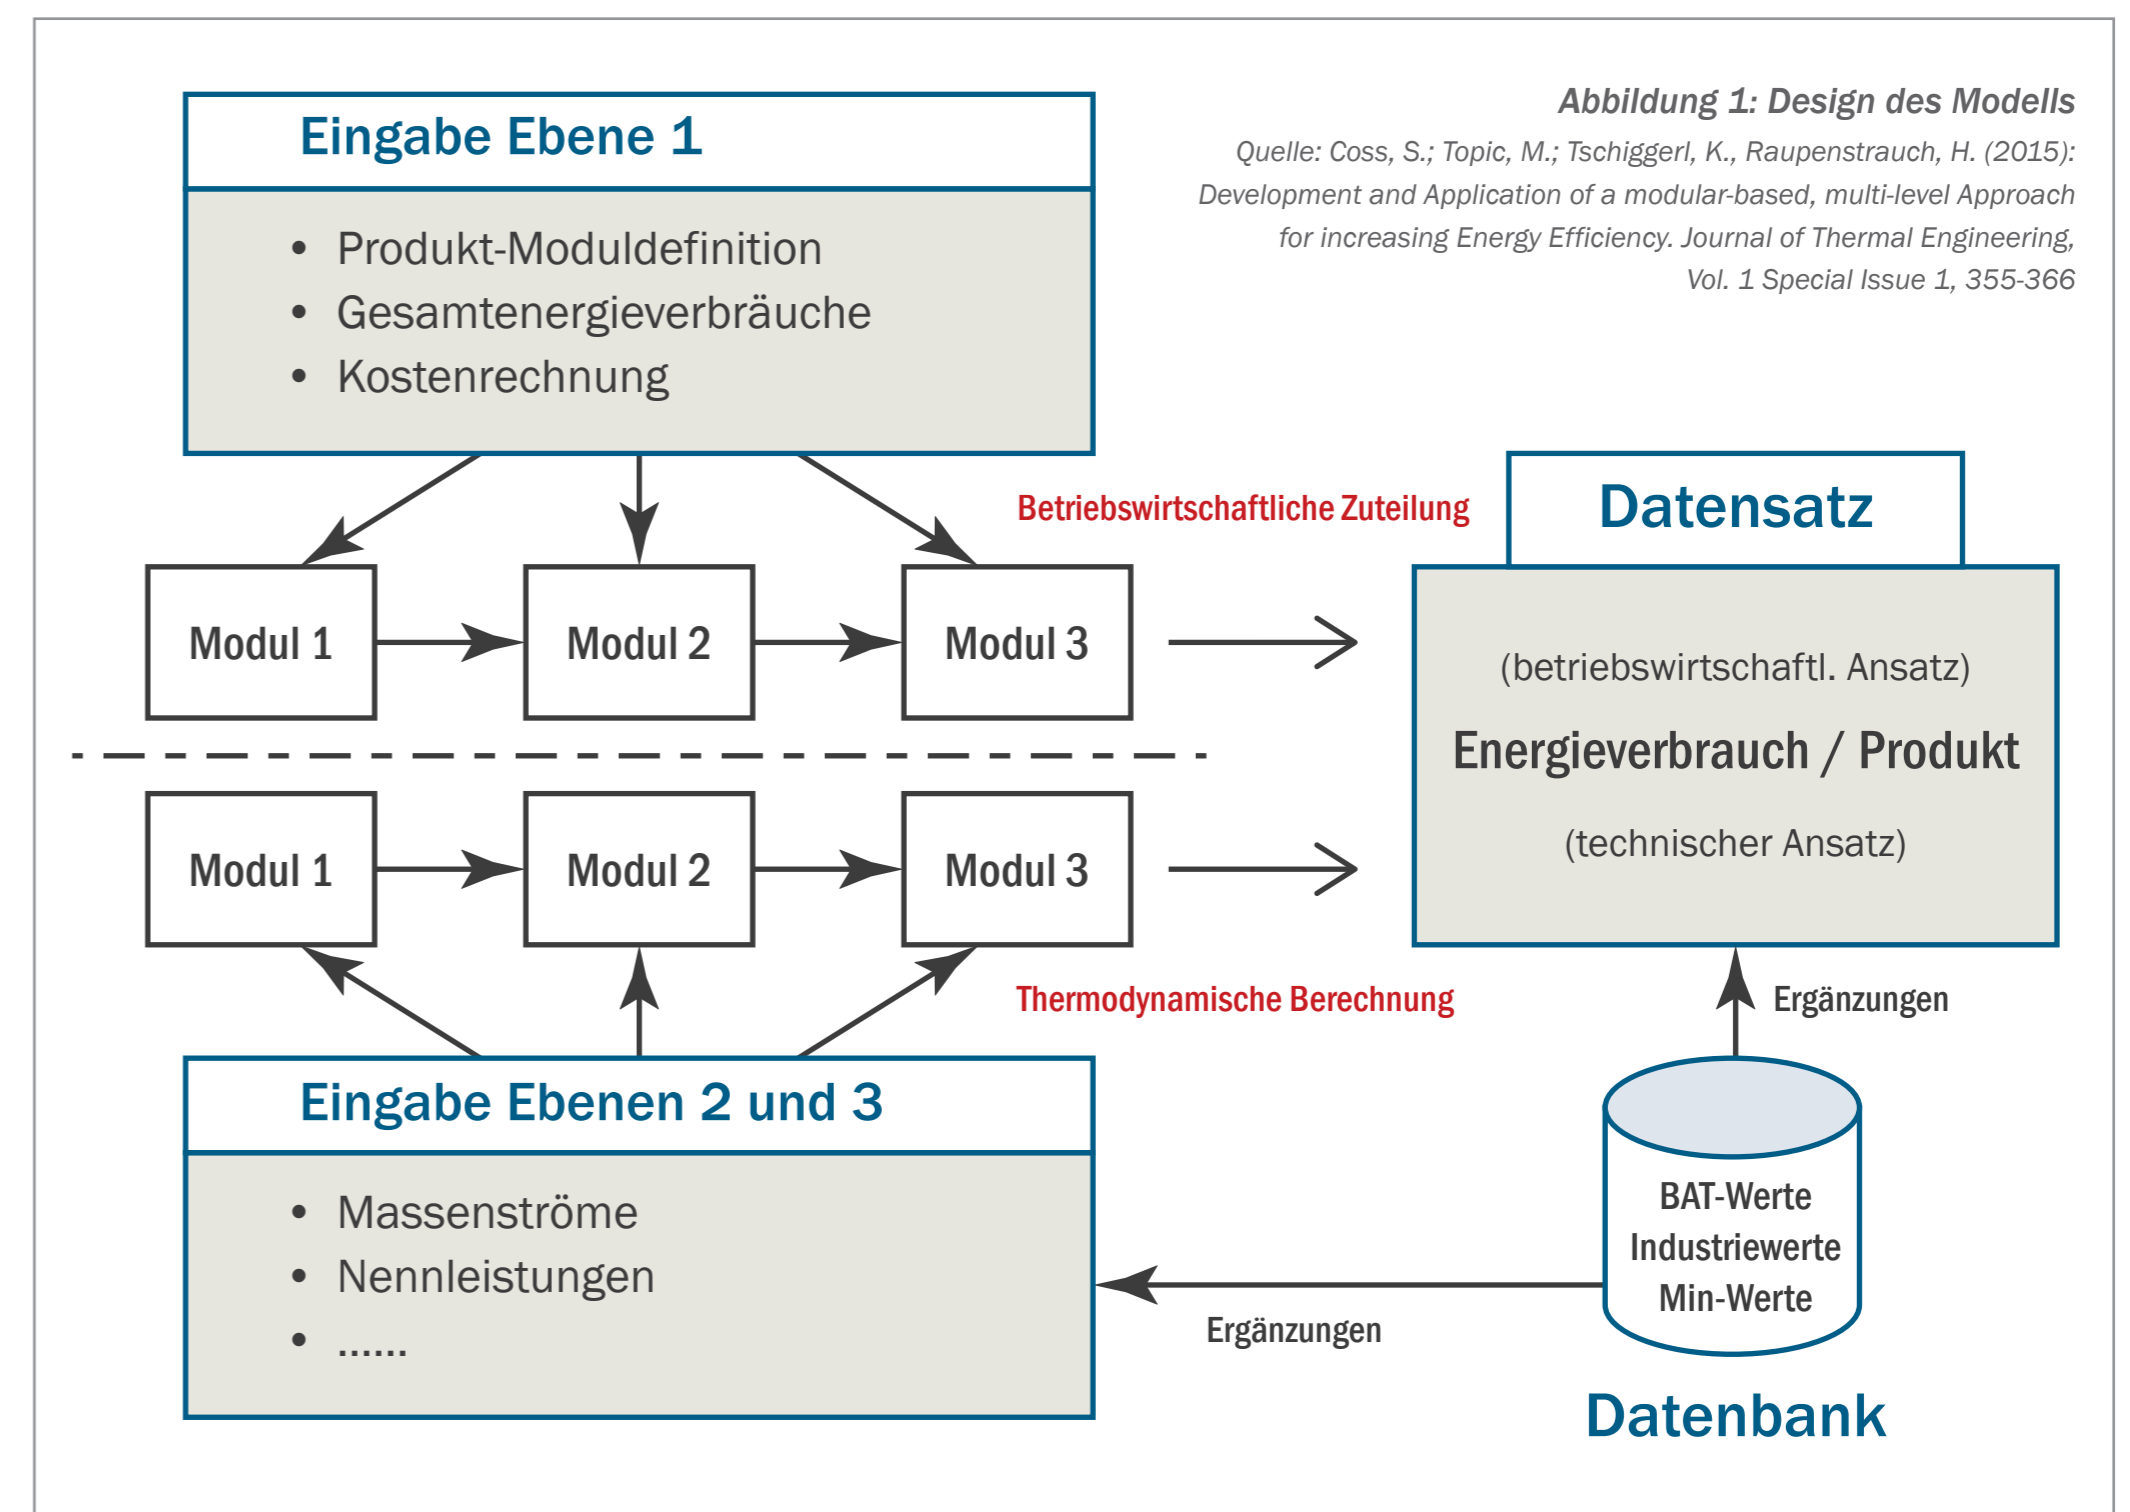 Abbildung 1: Design des Modells
Quelle: Coss, S.; Topic, M.; Tschiggerl, K., Raupenstrauch, H. (2015):
Development and Application of a modular-based, multi-level Approach
for increasing Energy Efficiency. Journal of Thermal Engineering,
Vol. 1 Special Issue 1, 355-366
Eingabe Ebene 1
• Produkt-Moduldefinition
• Gesamtenergieverbräuche
• Kostenrechnung
Betriebswirtschaftliche Zuteilung
Modul 1
Modul 2
Modul 3
Datensatz
(betriebswirtschaftl. Ansatz)
Energieverbrauch / Produkt
(technischer Ansatz)
Modul 1
Modul 2
Modul 3
Thermodynamische Berechnung
Ergänzungen
Eingabe Ebenen 2 und 3
• Massenströme
• Nennleistungen
• ......
Ergänzungen
BAT-Werte
Industriewerte
Min-Werte
Datenbank